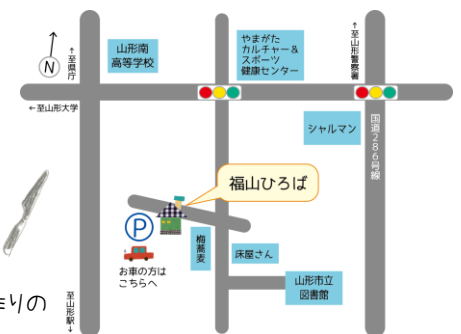 N
↑至県庁
山形南
高等学校
やまがた
カルチャー&
スポーツ
健康センター
↑至山形警察署
←至山形大学
シャルマン
国道286号線
福山ひろば
P
お車の方は
こちらへ
梅蕎麦
床屋さん
山形市立
図書館
至山形駅↓
りの